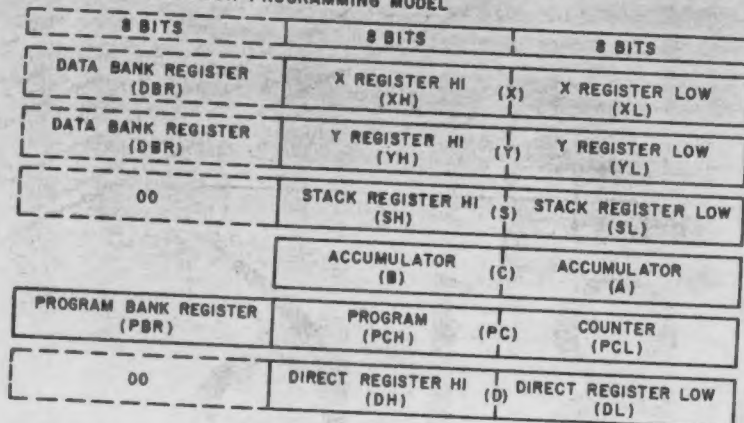 PROGRAMMING MODEL
8 BITS 8 BITS 8 BITS
DATA BANK REGISTER (DBR) X REGISTER HI (XH) (X) X REGISTER LOW (XL)
DATA BANK REGISTER (DBR) Y REGISTER HI (YH) (Y) Y REGISTER LOW (YL)
00 STACK REGISTER HI (SH) (S) STACK REGISTER LOW (SL)
ACCUMULATOR (B) (C) ACCUMULATOR (A)
PROGRAM BANK REGISTER (PBR) PROGRAM (PCH) (PC) COUNTER (PCL)
00 DIRECT REGISTER HI (DH) (D) DIRECT REGISTER LOW (DL)